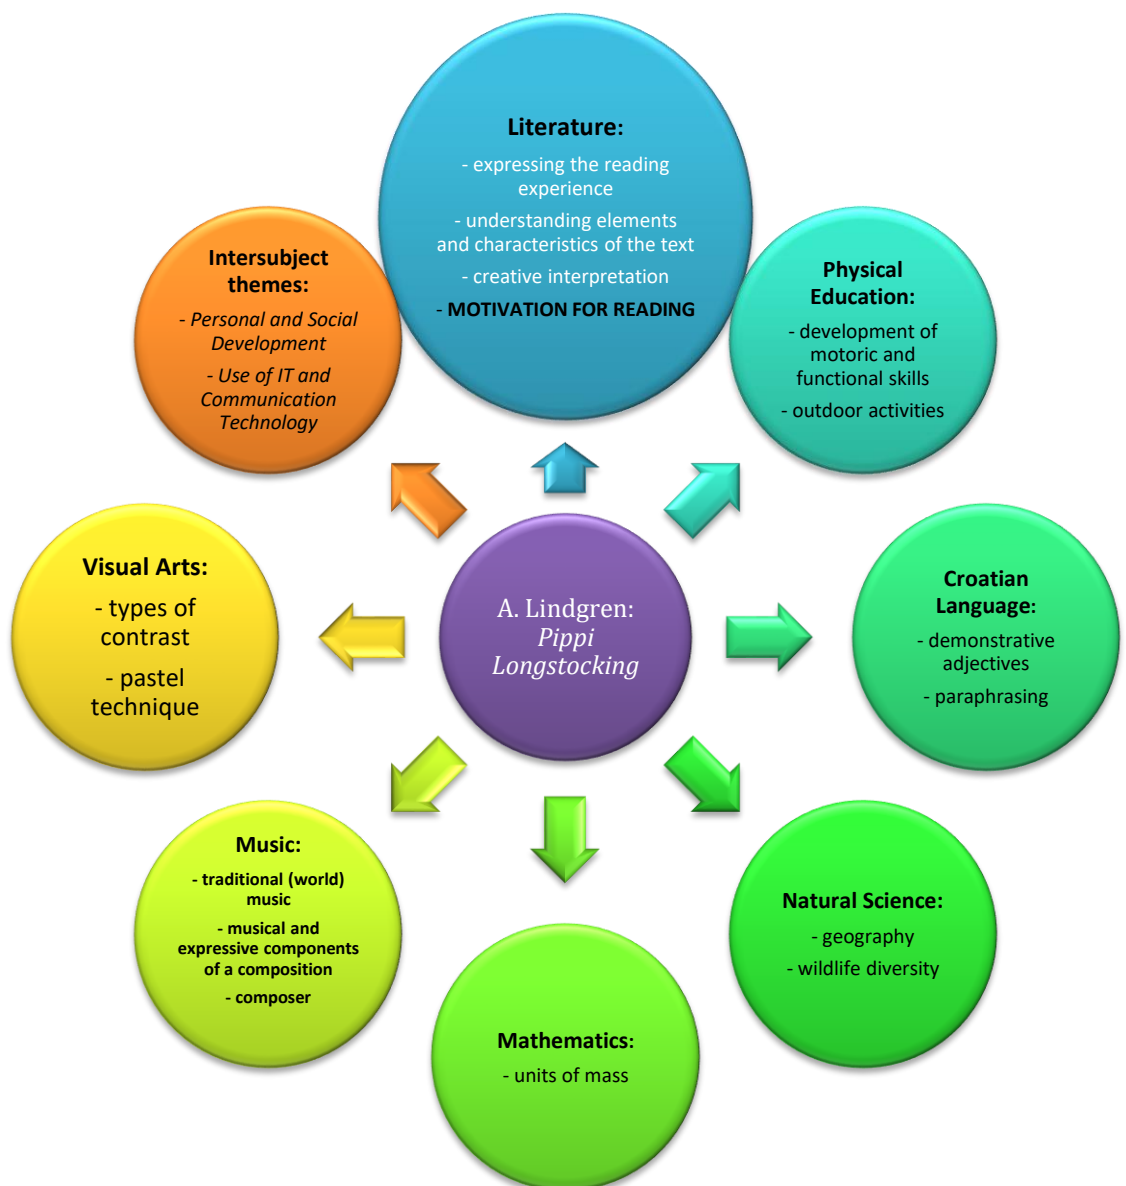 Literature:
- expressing the reading
experience
- understanding elements
and characteristics of the text
- creative interpretation
- MOTIVATION FOR READING
Intersubject
themes:
- Personal and Social
Development
- Use of IT and
Communication
Technology
Physical
Education:
- development of
motoric and
functional skills
- outdoor activities
Visual Arts:
- types of
contrast
- pastel
technique
A. Lindgren:
Pippi
Longstocking
Croatian
Language:
- demonstrative
adjectives
- paraphrasing
Music:
- traditional (world)
music
- musical and
expressive components
of a composition
- composer
Natural Science:
- geography
- wildlife diversity
Mathematics:
- units of mass